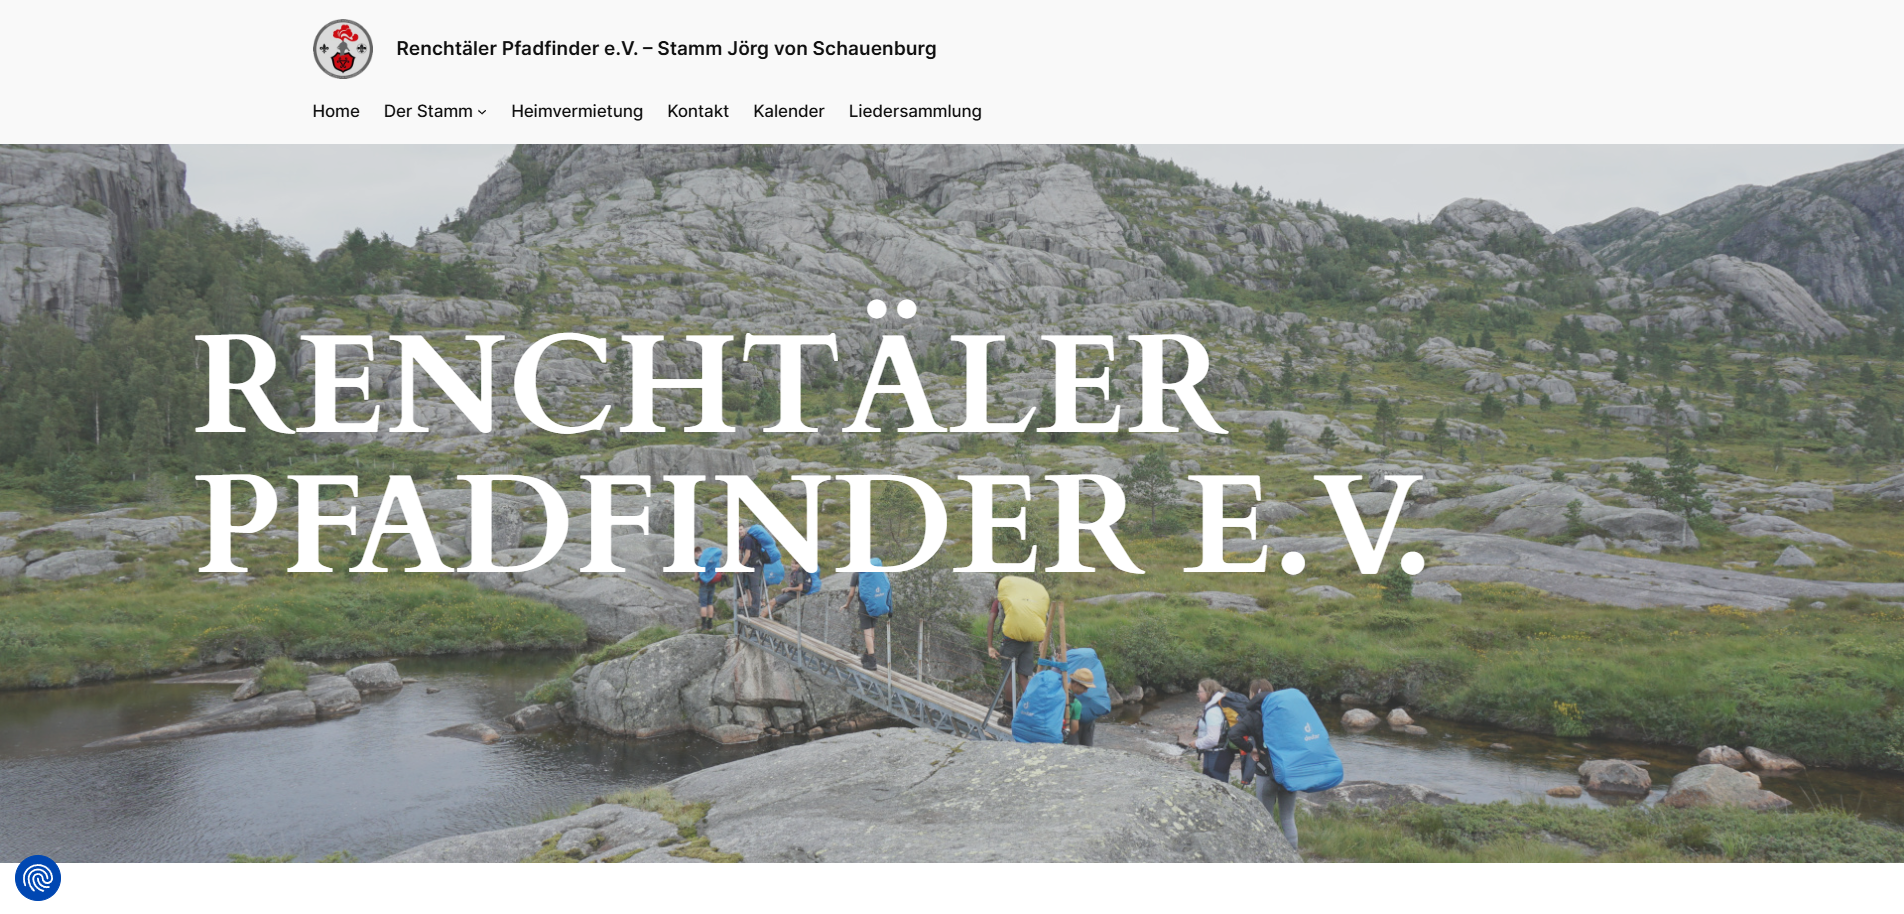 Renchtäler Pfadfinder e.V. – Stamm Jörg von Schauenburg
Home Der Stamm Heimvermietung Kontakt Kalender Liedersammlung
RENCHTÄLER
PFADFINDER E.V.